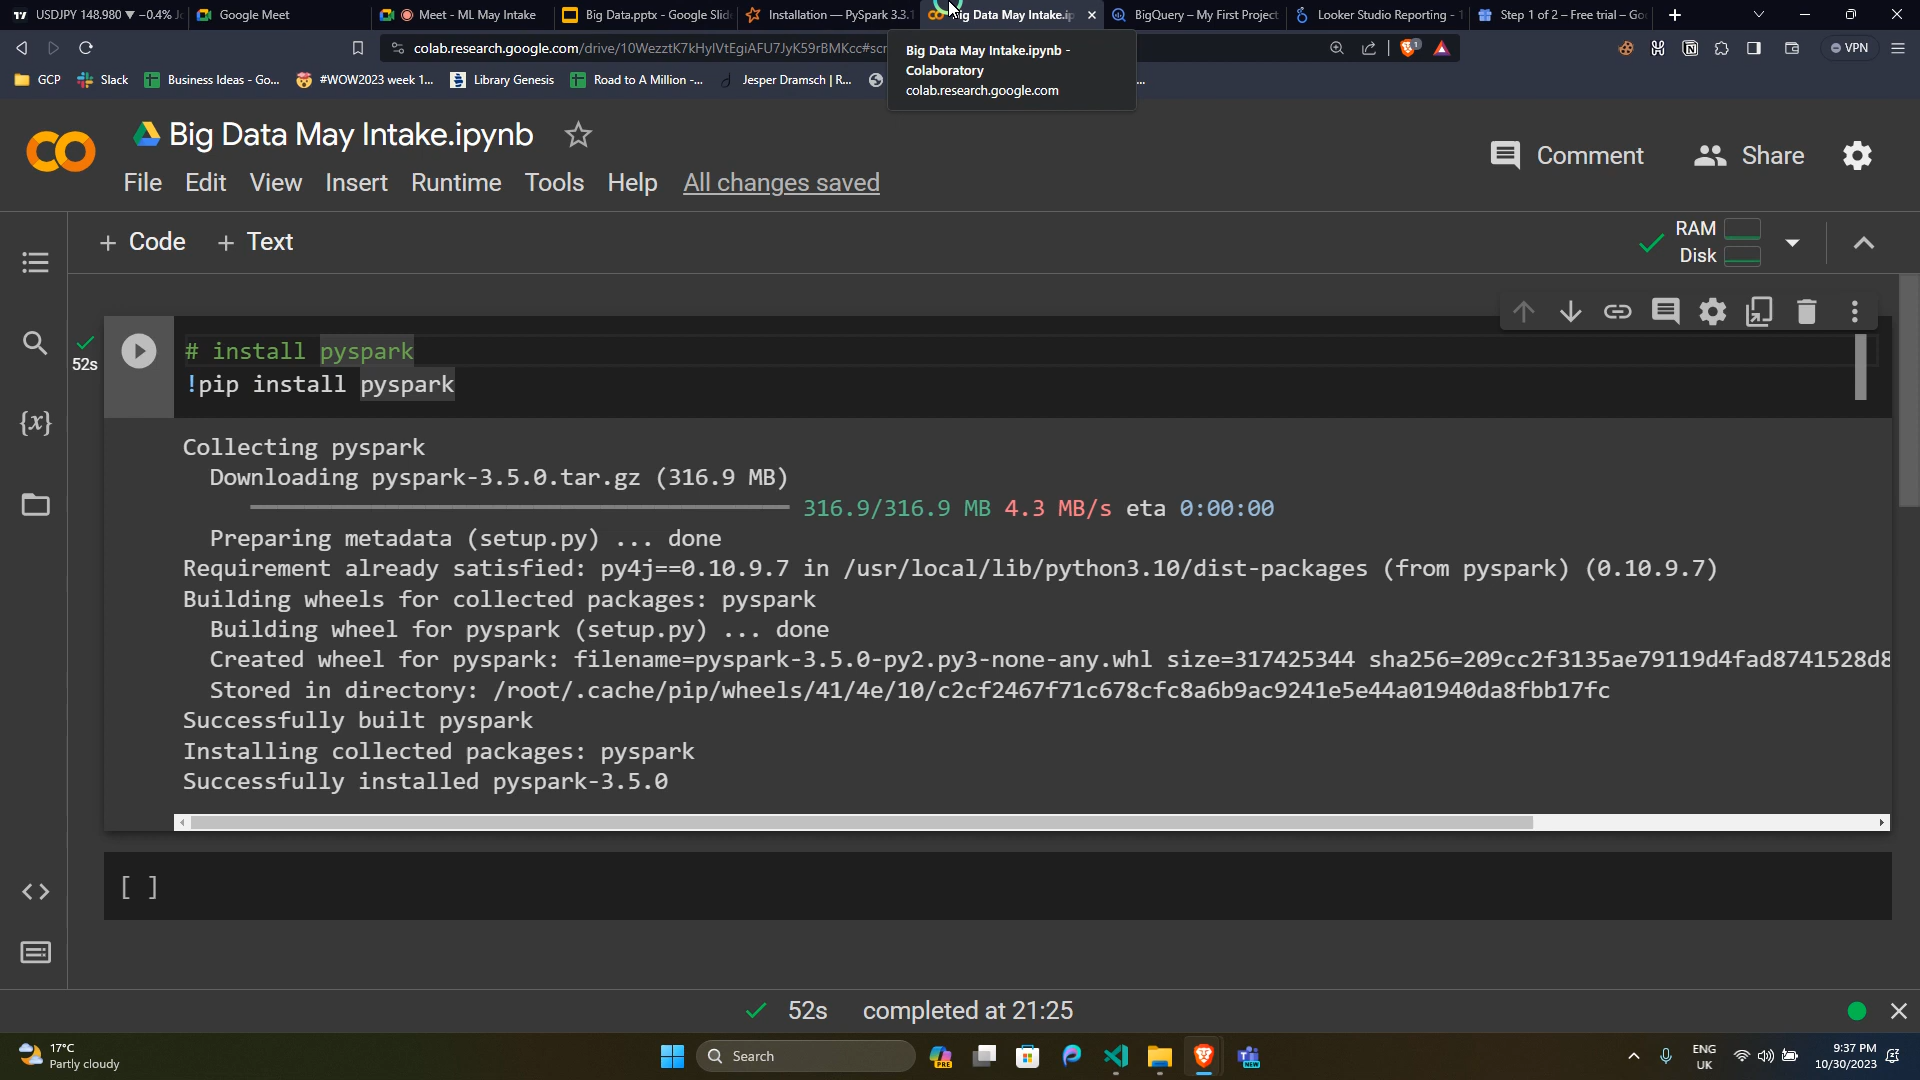 USDJPY 148.980 ▼ −0.4%
Google Meet
Meet - ML May Intake
Big Data.pptx - Google Slid
Installation — PySpark 3.3.1
Big Data May Intake.ip
BigQuery – My First Project
Looker Studio Reporting - 1
Step 1 of 2 – Free trial – Go
colab.research.google.com/drive/10WezztK7kHyIVtEgiAFU7JyK59rBMKcc#scr
VPN
Big Data May Intake.ipynb -
Colaboratory
colab.research.google.com
GCP
Slack
Business Ideas - Go...
#WOW2023 week 1...
Library Genesis
Road to A Million -...
Jesper Dramsch | R...
Big Data May Intake.ipynb
File Edit View Insert Runtime Tools Help All changes saved
Comment
Share
+ Code + Text
RAM
Disk
52s
# install pyspark
!pip install pyspark
Collecting pyspark
Downloading pyspark-3.5.0.tar.gz (316.9 MB)
316.9/316.9 MB 4.3 MB/s eta 0:00:00
Preparing metadata (setup.py) ... done
Requirement already satisfied: py4j==0.10.9.7 in /usr/local/lib/python3.10/dist-packages (from pyspark) (0.10.9.7)
Building wheels for collected packages: pyspark
Building wheel for pyspark (setup.py) ... done
Created wheel for pyspark: filename=pyspark-3.5.0-py2.py3-none-any.whl size=317425344 sha256=209cc2f3135ae79119d4fad8741528d8
Stored in directory: /root/.cache/pip/wheels/41/4e/10/c2cf2467f71c678cfc8a6b9ac9241e5e44a01940da8fbb17fc
Successfully built pyspark
Installing collected packages: pyspark
Successfully installed pyspark-3.5.0
[ ]
52s completed at 21:25
17°C
Partly cloudy
Search
ENG
UK
9:37 PM
10/30/2023